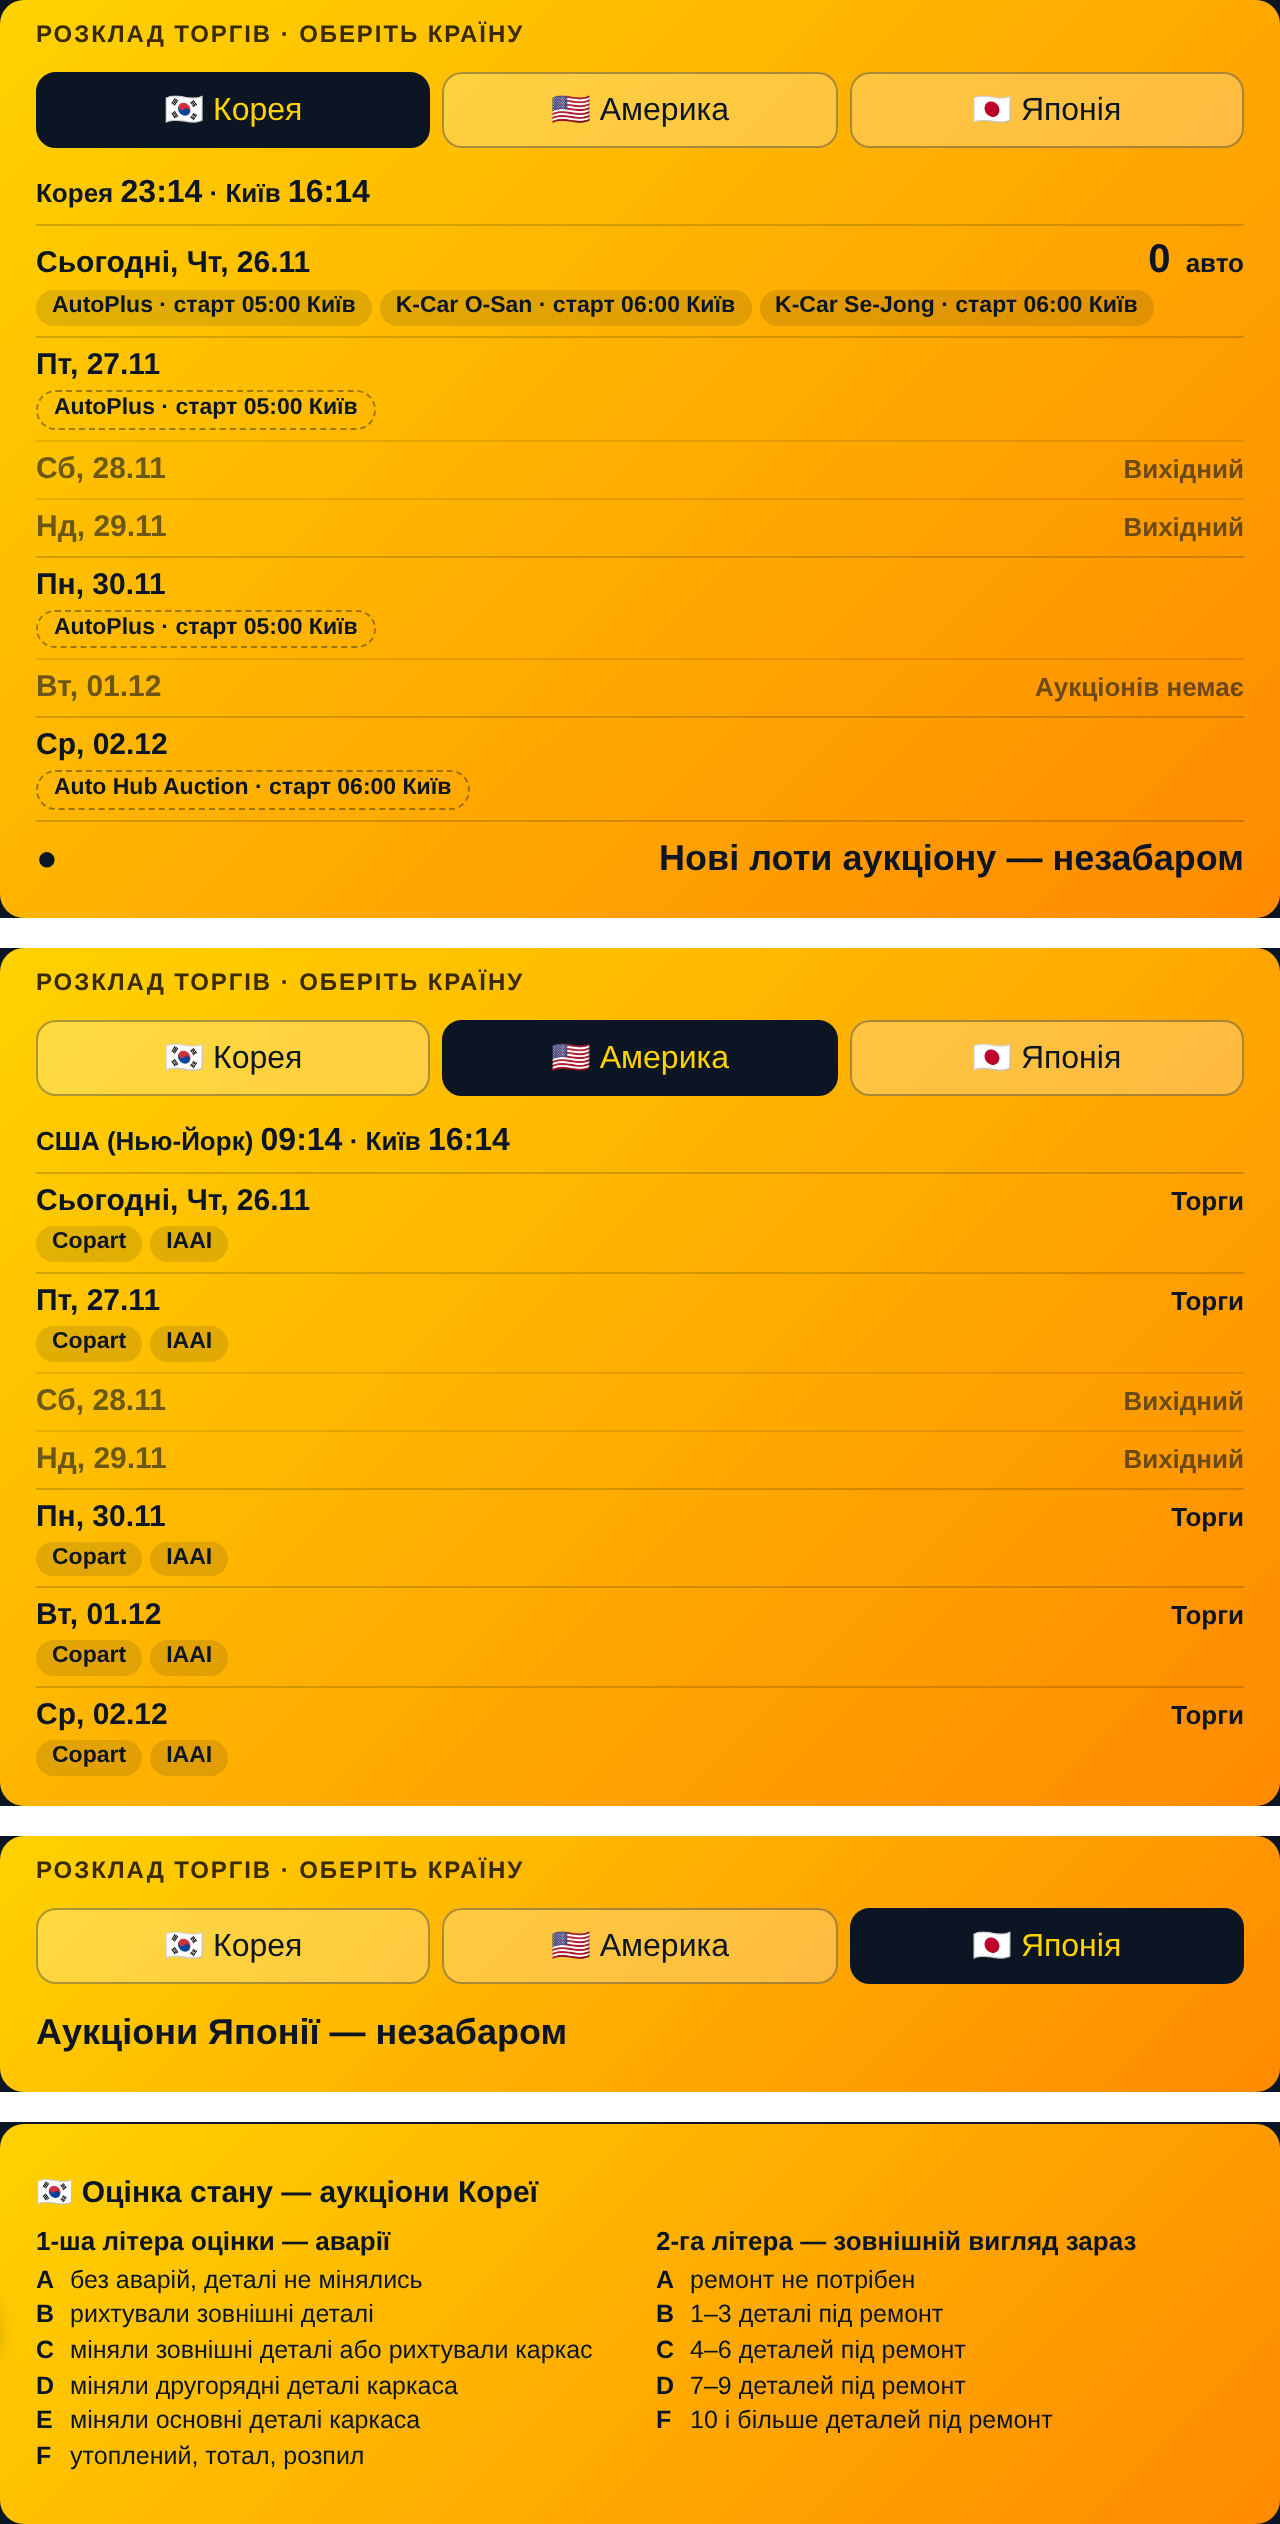 РОЗКЛАД ТОРГІВ · ОБЕРІТЬ КРАЇНУ
Корея Америка Японія
Корея 23:14 · Київ 16:14
Сьогодні, Чт, 26.11 0 авто
AutoPlus · старт 05:00 Київ K-Car O-San · старт 06:00 Київ K-Car Se-Jong · старт 06:00 Київ
Пт, 27.11
AutoPlus · старт 05:00 Київ
Сб, 28.11 Вихідний
Нд, 29.11 Вихідний
Пн, 30.11
AutoPlus · старт 05:00 Київ
Вт, 01.12 Аукціонів немає
Ср, 02.12
Auto Hub Auction · старт 06:00 Київ
● Нові лоти аукціону — незабаром
РОЗКЛАД ТОРГІВ · ОБЕРІТЬ КРАЇНУ
Корея Америка Японія
США (Нью-Йорк) 09:14 · Київ 16:14
Сьогодні, Чт, 26.11 Торги
Copart IAAI
Пт, 27.11 Торги
Copart IAAI
Сб, 28.11 Вихідний
Нд, 29.11 Вихідний
Пн, 30.11 Торги
Copart IAAI
Вт, 01.12 Торги
Copart IAAI
Ср, 02.12 Торги
Copart IAAI
РОЗКЛАД ТОРГІВ · ОБЕРІТЬ КРАЇНУ
Корея Америка Японія
Аукціони Японії — незабаром
Оцінка стану — аукціони Кореї
1-ша літера оцінки — аварії
A без аварій, деталі не мінялись
B рихтували зовнішні деталі
C міняли зовнішні деталі або рихтували каркас
D міняли другорядні деталі каркаса
E міняли основні деталі каркаса
F утоплений, тотал, розпил
2-га літера — зовнішній вигляд зараз
A ремонт не потрібен
B 1–3 деталі під ремонт
C 4–6 деталей під ремонт
D 7–9 деталей під ремонт
F 10 і більше деталей під ремонт